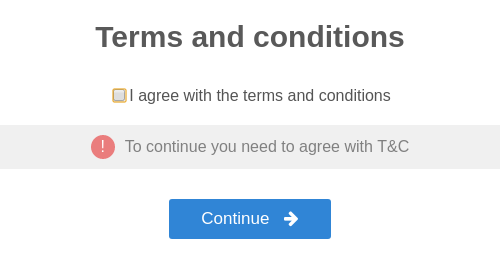 Terms and conditions
I agree with the terms and conditions
! To continue you need to agree with T&C
Continue